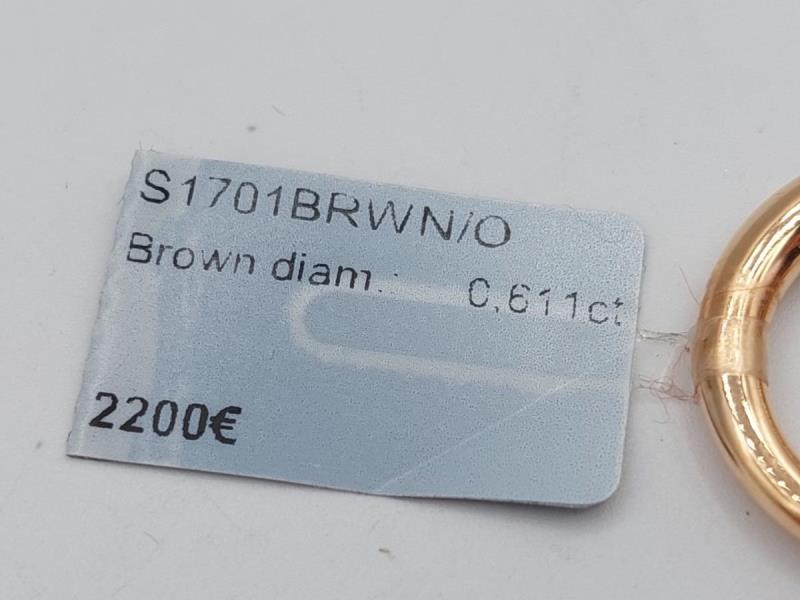 S1701BRWN/O
Brown diam.: 0,611ct
2200€